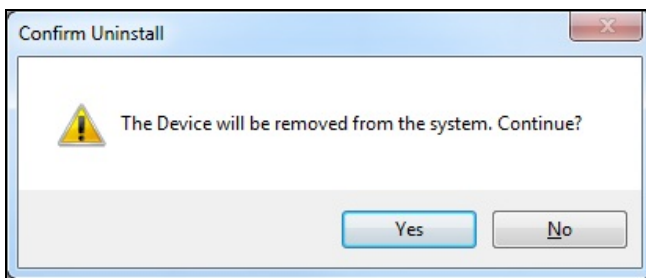 Confirm Uninstall
The Device will be removed from the system. Continue?
Yes
No